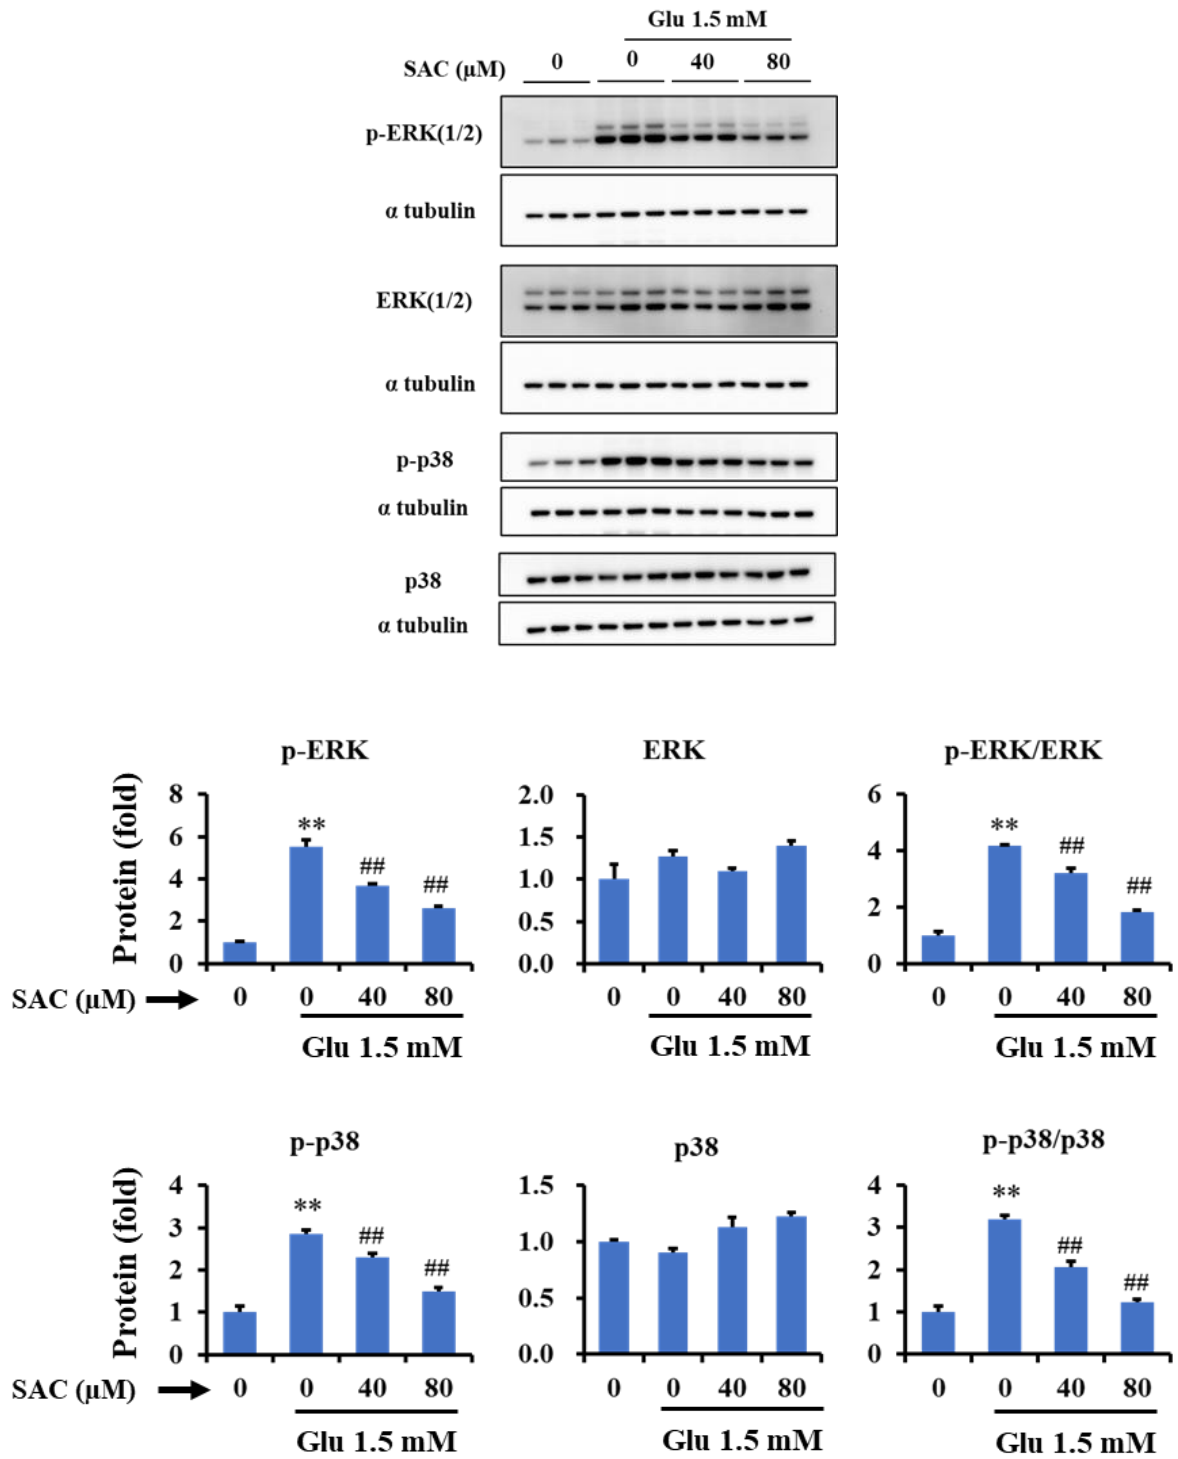 Glu 1.5 mM
SAC (μM) 0 0 40 80
p-ERK(1/2)
α tubulin
ERK(1/2)
α tubulin
p-p38
α tubulin
p38
α tubulin
p-ERK
Protein (fold)
8
6
4
2
0
**
##
##
SAC (μM)
0 0 40 80
Glu 1.5 mM
ERK
2.0
1.5
1.0
0.5
0.0
0 0 40 80
Glu 1.5 mM
p-ERK/ERK
6
4
2
0
**
##
##
0 0 40 80
Glu 1.5 mM
p-p38
Protein (fold)
4
3
2
1
0
**
##
##
SAC (μM)
0 0 40 80
Glu 1.5 mM
p38
1.5
1.0
0.5
0.0
0 0 40 80
Glu 1.5 mM
p-p38/p38
4
3
2
1
0
**
##
##
0 0 40 80
Glu 1.5 mM